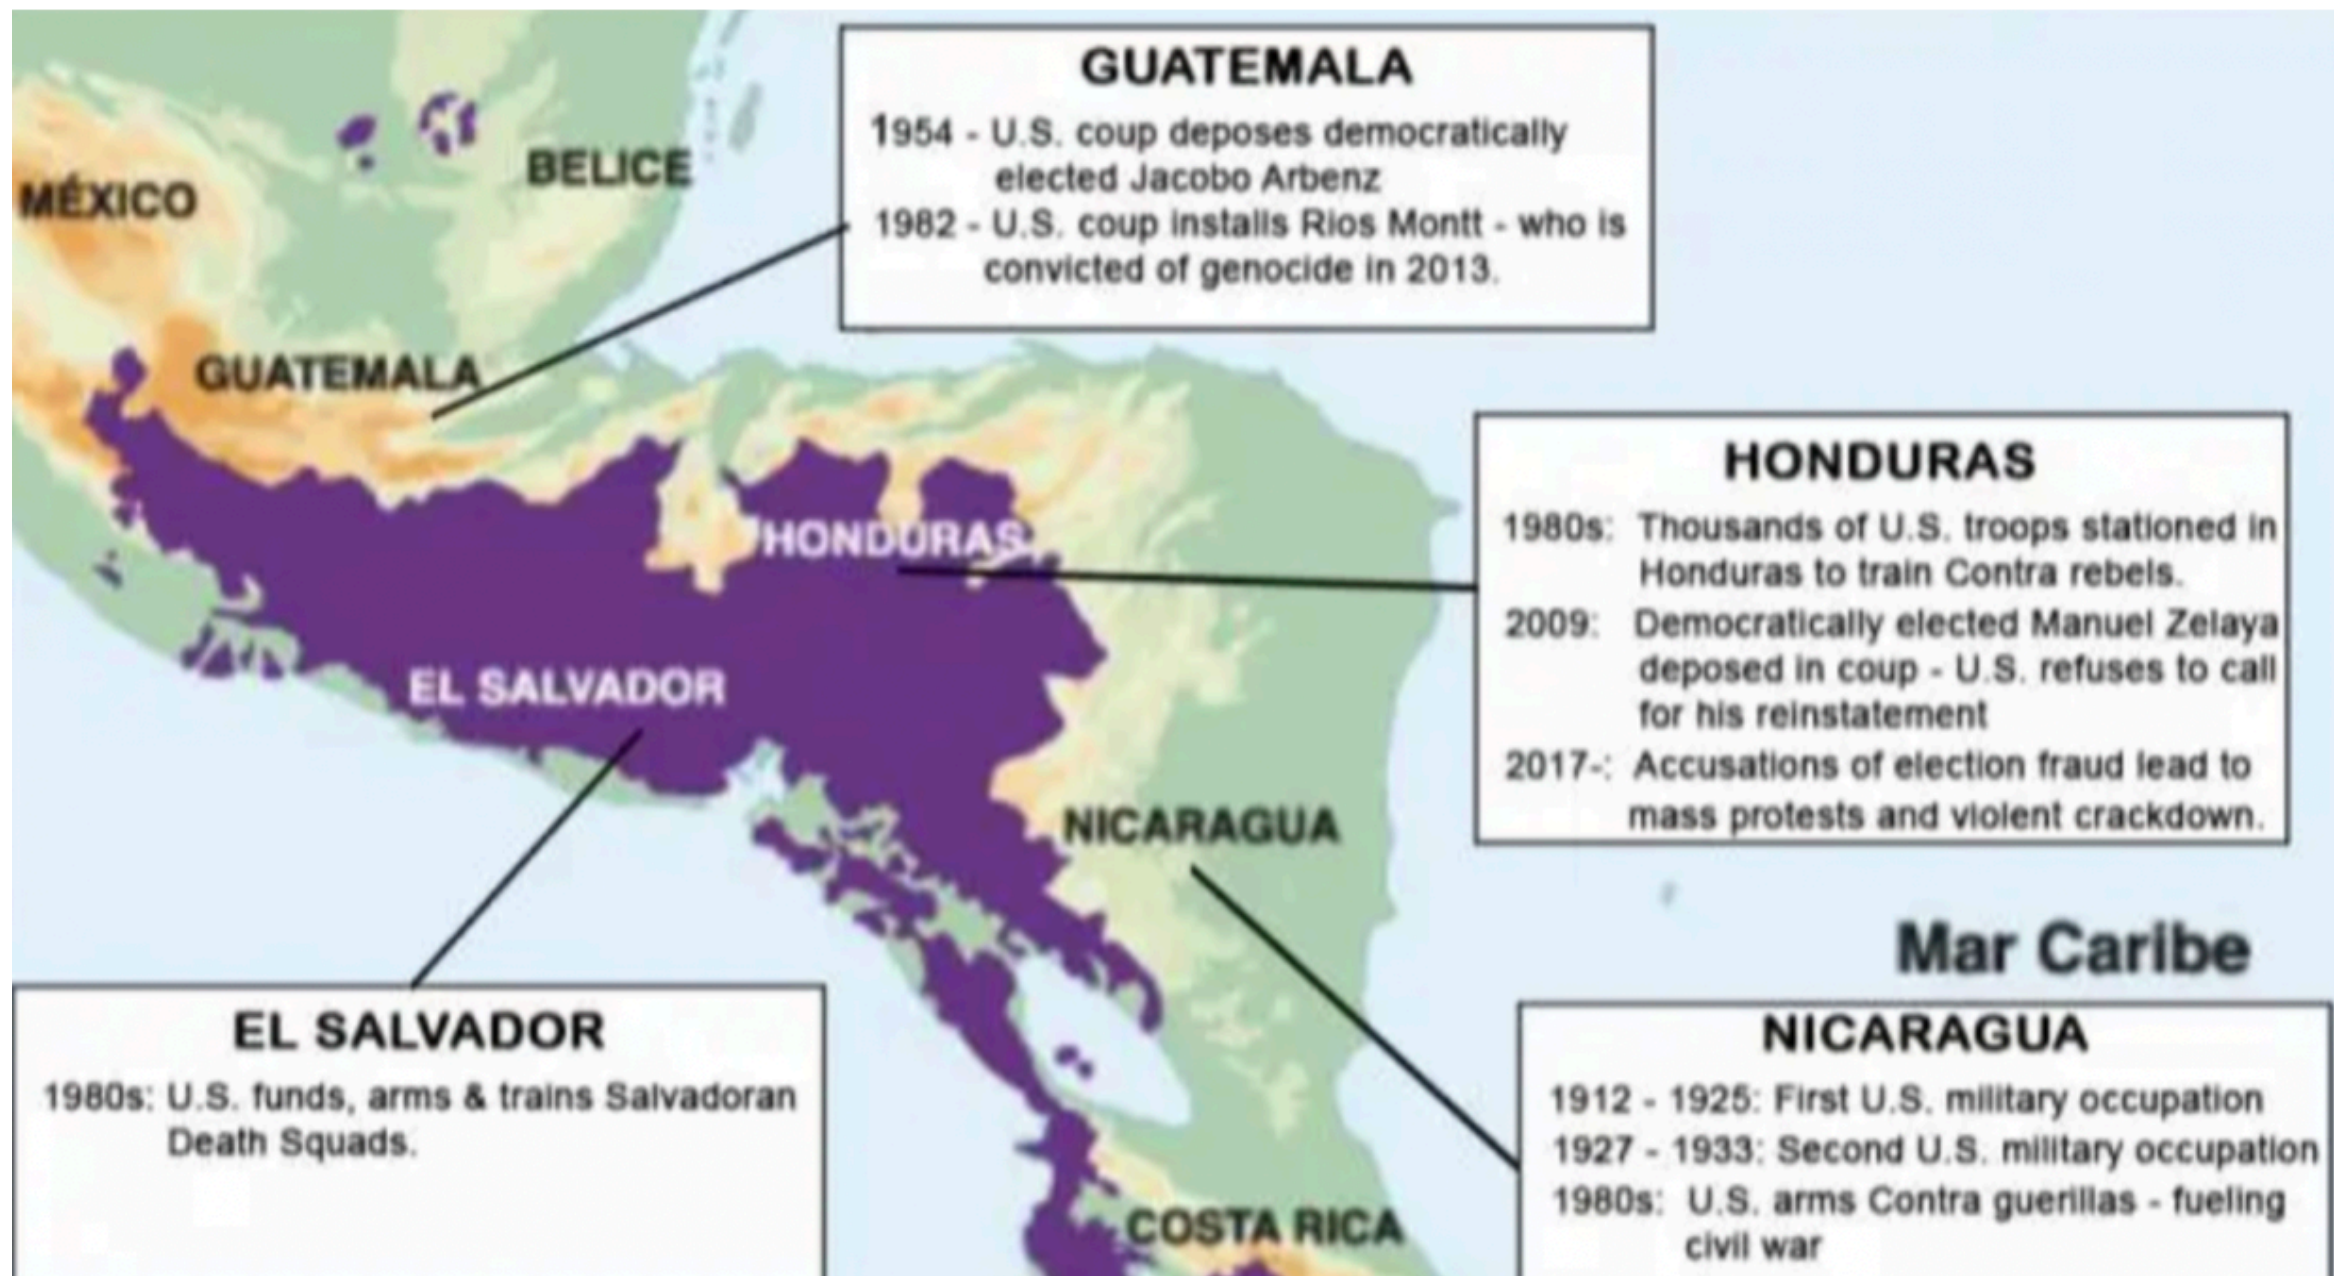 GUATEMALA
1954 - U.S. coup deposes democratically
elected Jacobo Arbenz
1982 - U.S. coup installs Rios Montt - who is
convicted of genocide in 2013.
BELICE
MÉXICO
GUATEMALA
HONDURAS
1980s: Thousands of U.S. troops stationed in
Honduras to train Contra rebels.
2009: Democratically elected Manuel Zelaya
deposed in coup - U.S. refuses to call
for his reinstatement
2017-: Accusations of election fraud lead to
mass protests and violent crackdown.
HONDURAS
EL SALVADOR
NICARAGUA
Mar Caribe
EL SALVADOR
1980s: U.S. funds, arms & trains Salvadoran
Death Squads.
NICARAGUA
1912 - 1925: First U.S. military occupation
1927 - 1933: Second U.S. military occupation
1980s: U.S. arms Contra guerillas - fueling
civil war
COSTA RICA